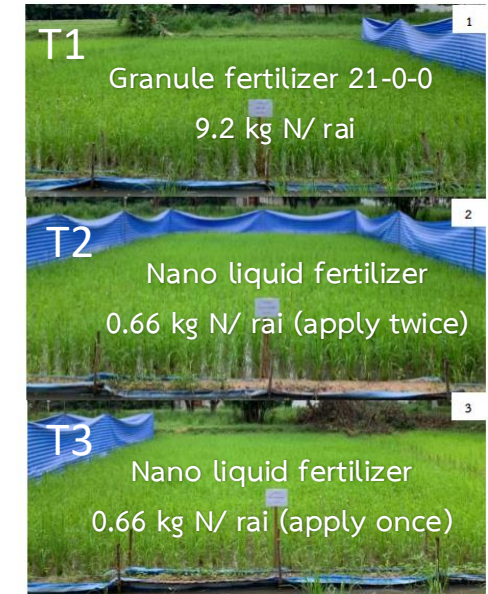 1
T1
Granule fertilizer 21-0-0
9.2 kg N/ rai
2
T2
Nano liquid fertilizer
0.66 kg N/ rai (apply twice)
3
T3
Nano liquid fertilizer
0.66 kg N/ rai (apply once)